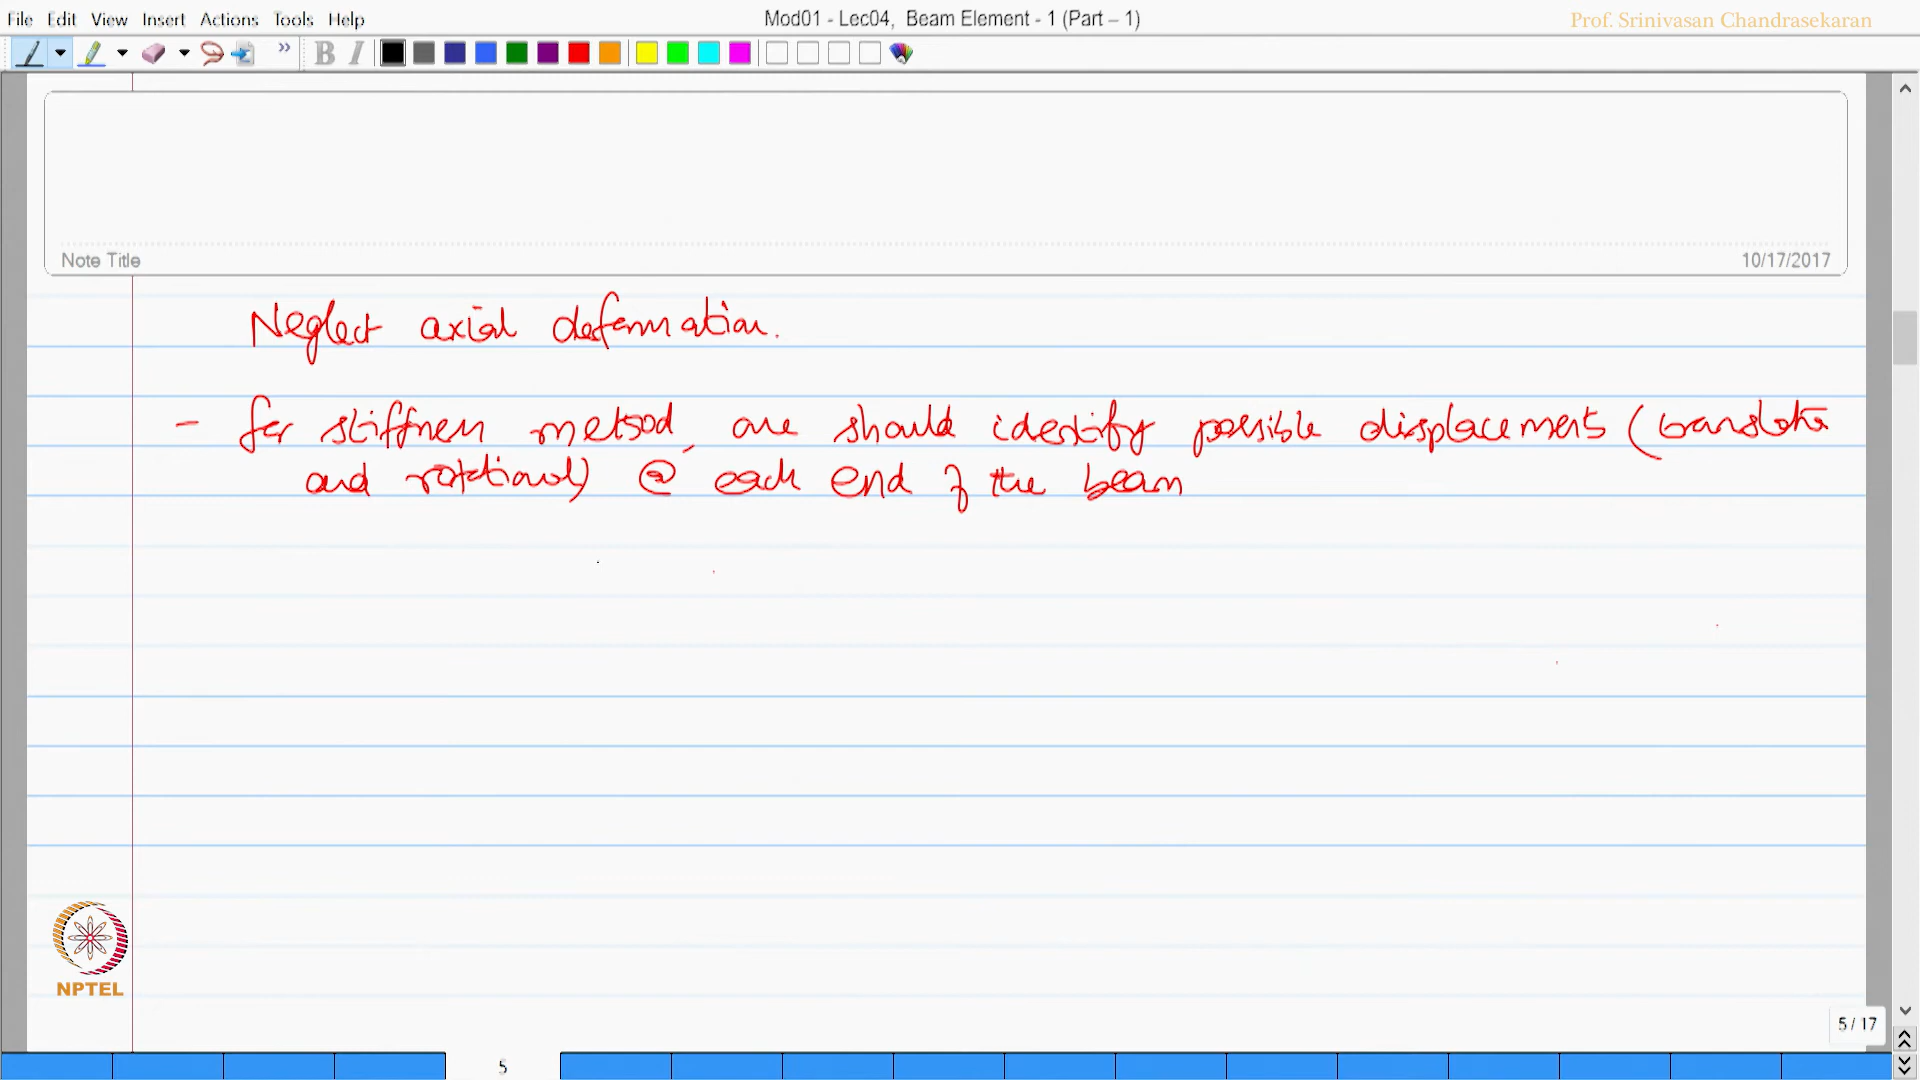 File Edit View Insert Actions Tools Help
Mod01 - Lec04, Beam Element - 1 (Part – 1)
Prof. Srinivasan Chandrasekaran
B I
Note Title
10/17/2017
Neglect axial deformation.
- for stiffness method, one should identify possible displacements (translation
and rotational) @ each end of the beam
NPTEL
5 / 17
5